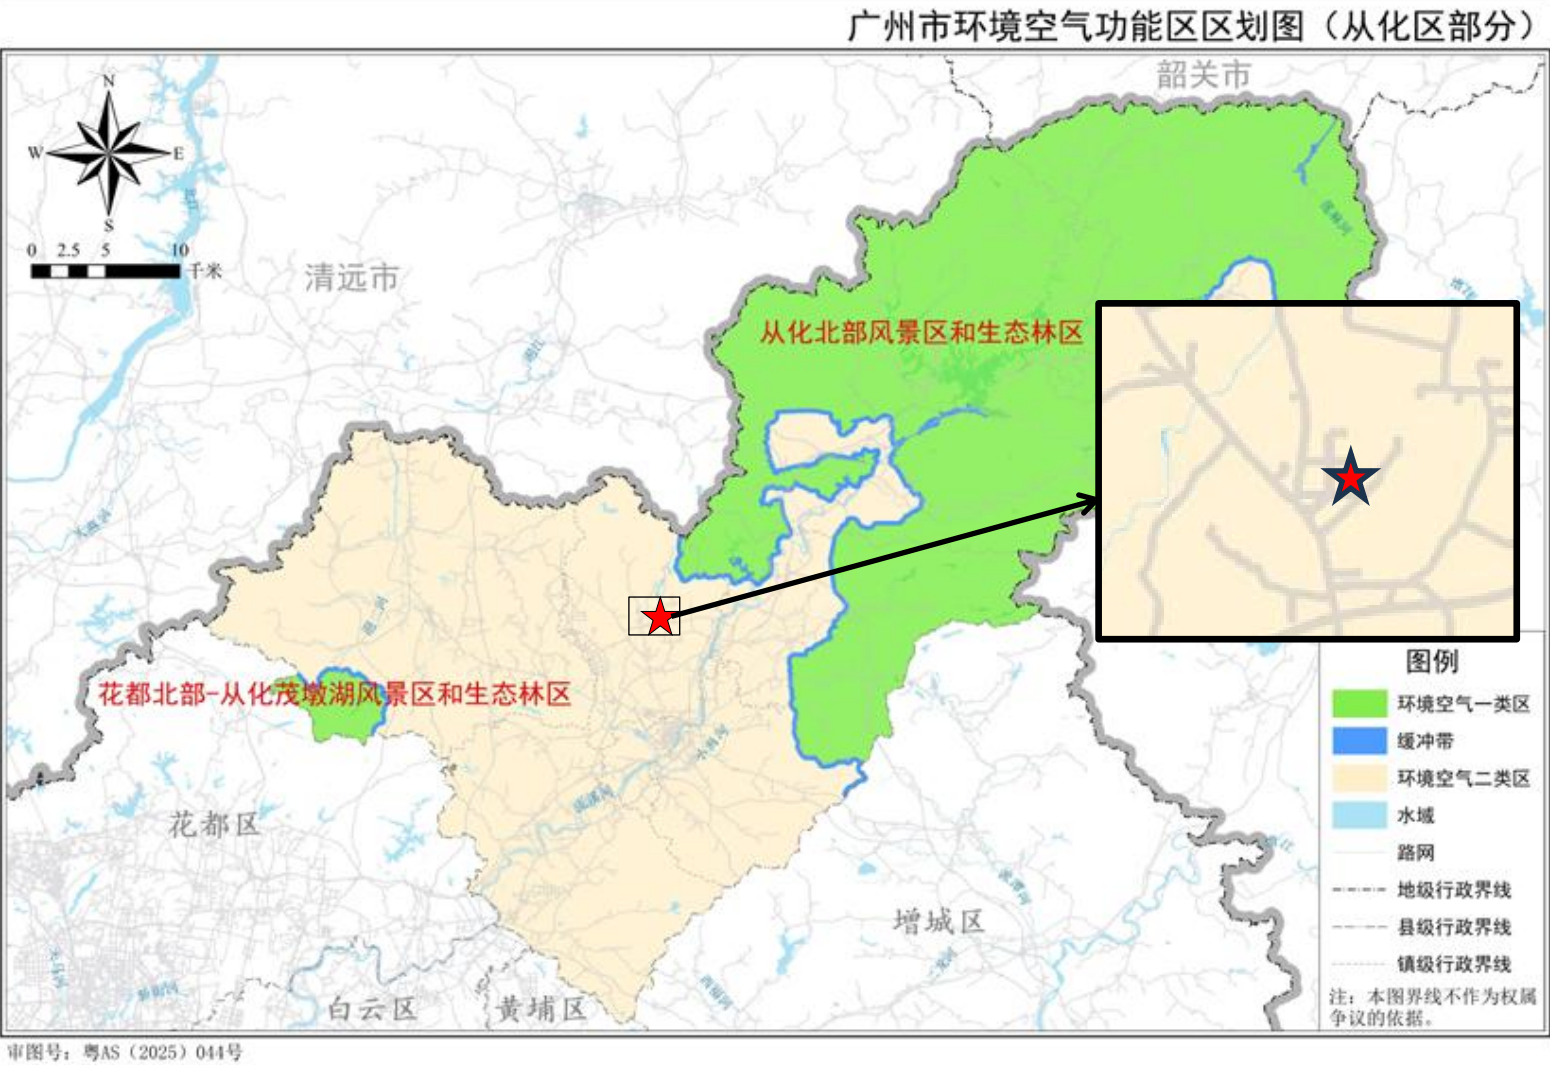 广州市环境空气功能区区划图（从化区部分）
韶关市
N
W
E
S
0 2.5 5 10
千米
清远市
从化北部风景区和生态林区
花都北部-从化茂墩湖风景区和生态林区
流溪河
小海河
花都区
增城区
白云区
黄埔区
图例
环境空气一类区
缓冲带
环境空气二类区
水域
路网
地级行政界线
县级行政界线
镇级行政界线
注：本图界线不作为权属
争议的依据。
审图号：粤AS（2025）044号